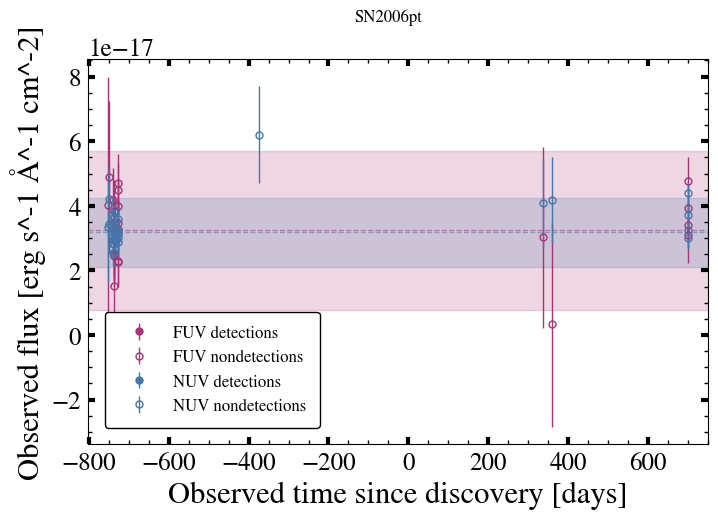 SN2006pt
1e−17
Observed flux [erg s^-1 Å^-1 cm^-2]
8
6
4
2
0
−2
FUV detections
FUV nondetections
NUV detections
NUV nondetections
−800 −600 −400 −200 0 200 400 600
Observed time since discovery [days]